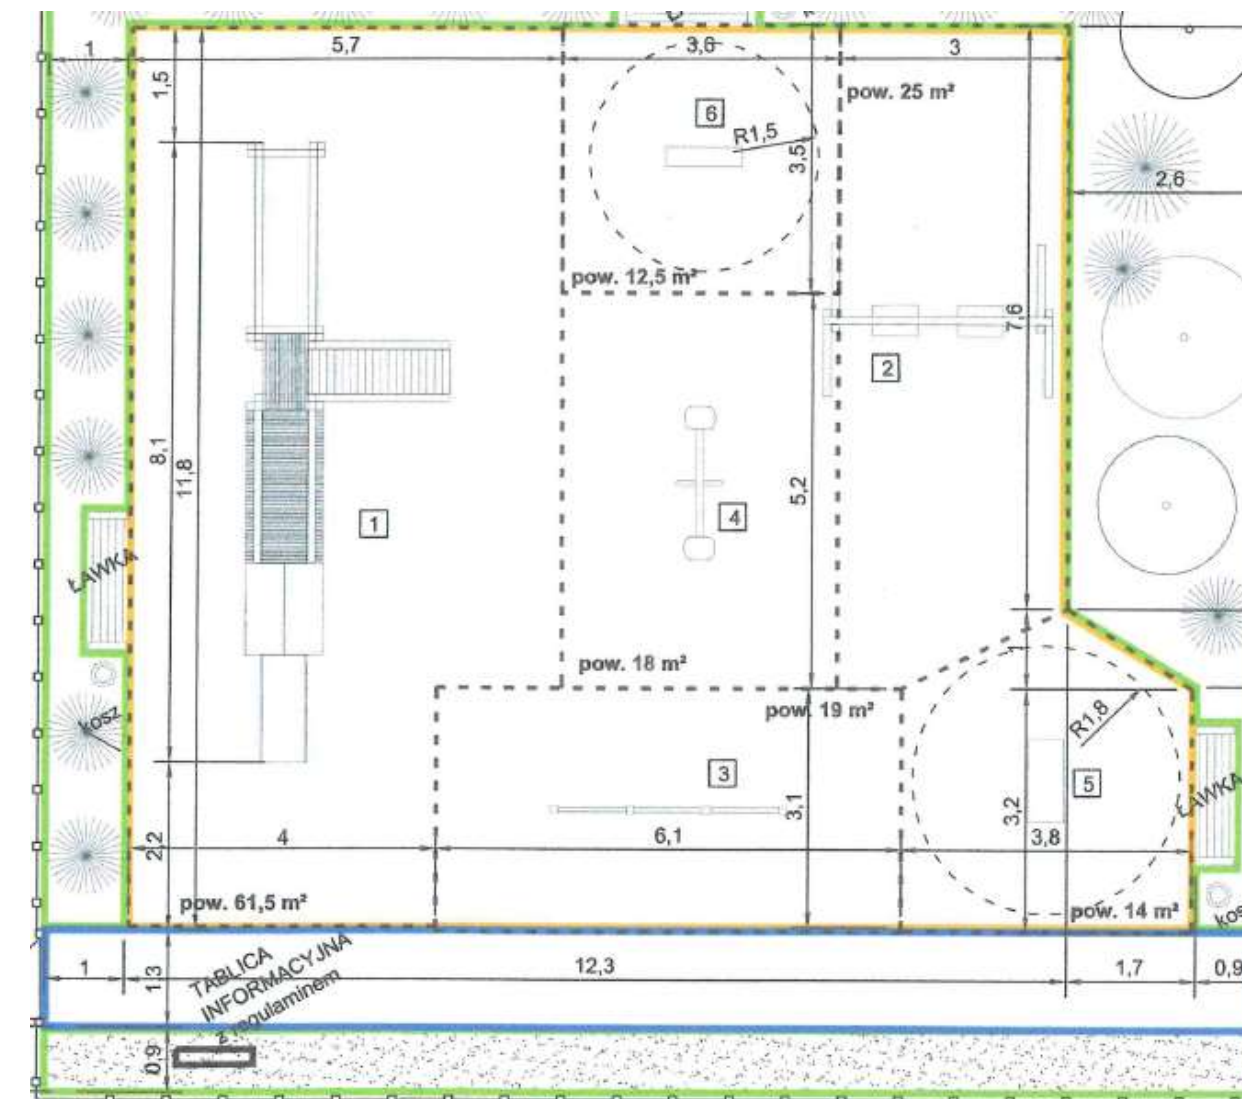 1
5,7
3,6
3
1,5
pow. 25 m²
6
R1,5
3,5
2,6
pow. 12,5 m²
7,6
2
8,1
11,8
5,2
1
4
ŁAWKA
pow. 18 m²
1
kosz
pow. 19 m²
R1,8
3
5
ŁAWKA
3,1
3,2
2,2
4
6,1
3,8
pow. 61,5 m²
pow. 14 m²
kos
1
1,3
TABLICA
INFORMACYJNA
z regulaminem
12,3
1,7
0,9
0,9